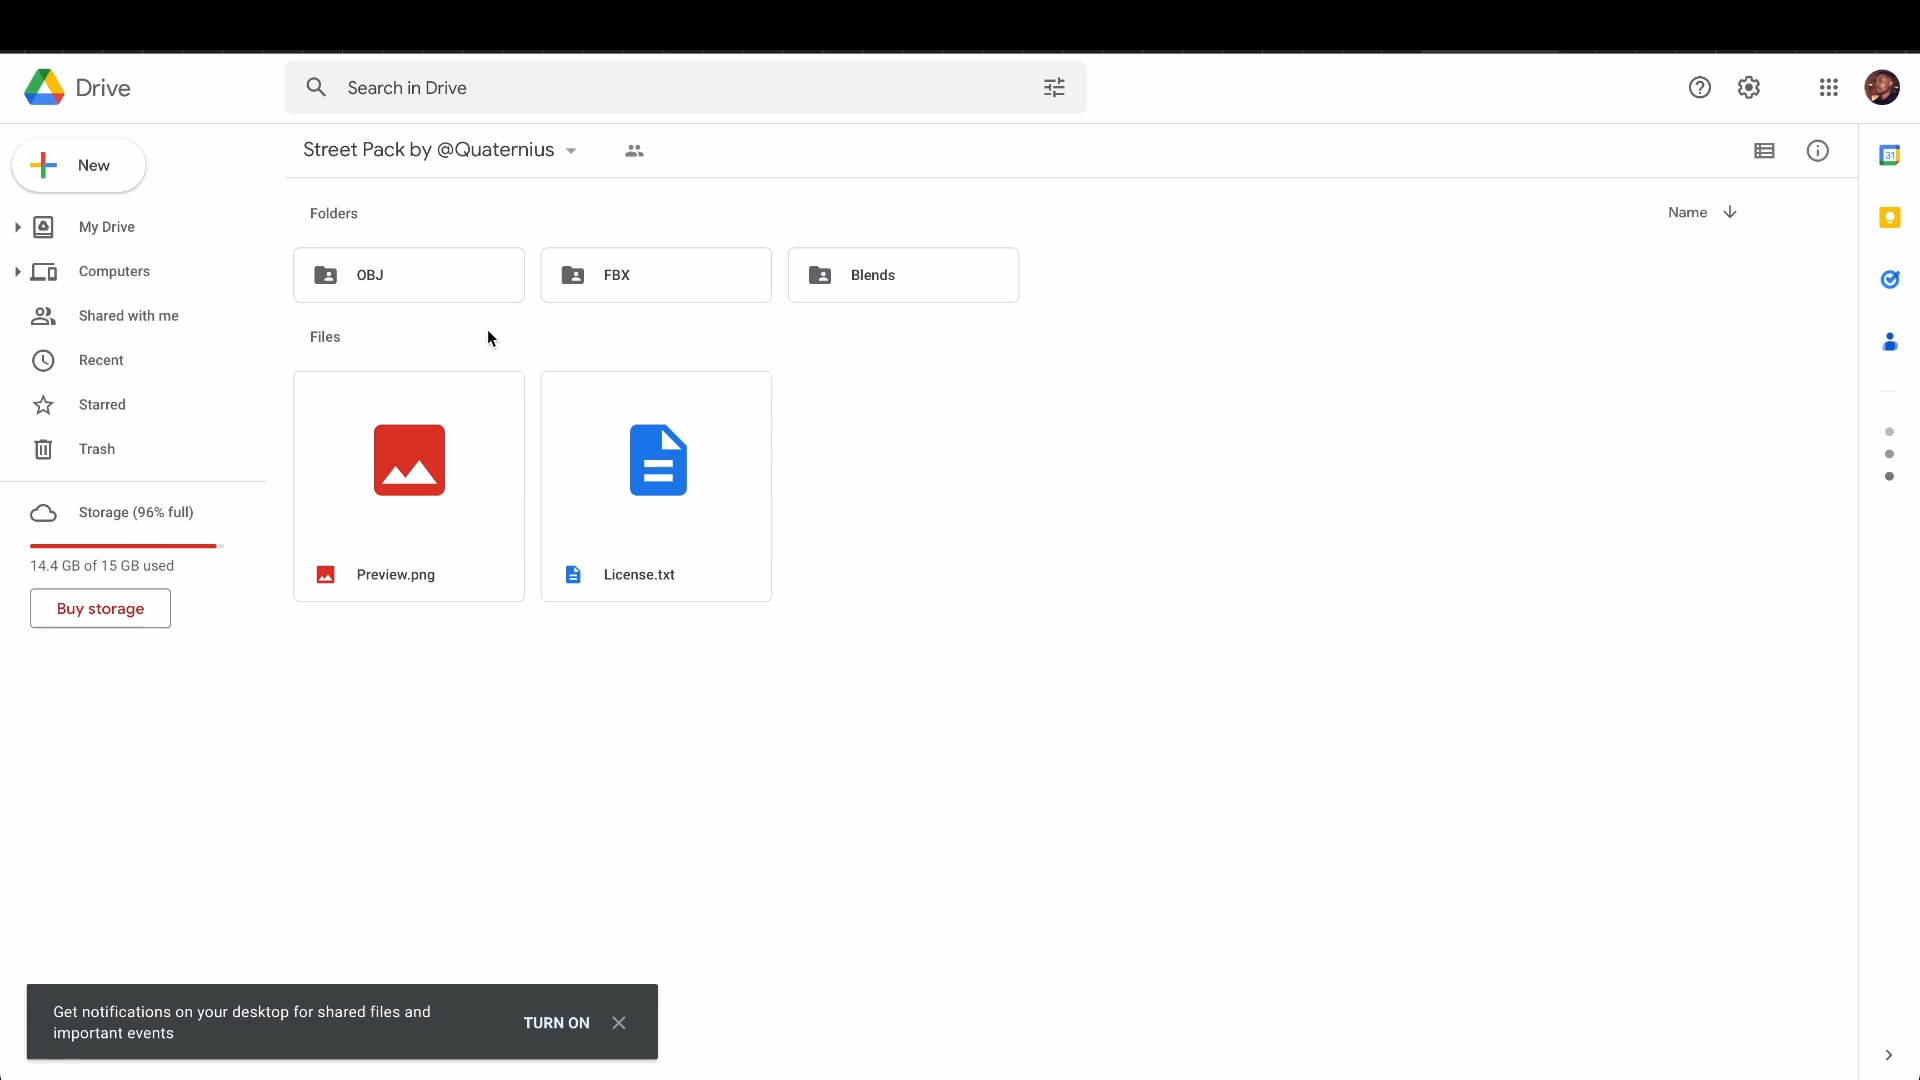 Drive
Search in Drive
New
Street Pack by @Quaternius
My Drive
Computers
Shared with me
Recent
Starred
Trash
Storage (96% full)
14.4 GB of 15 GB used
Buy storage
Folders
Name
OBJ
FBX
Blends
Files
Preview.png
License.txt
31
Get notifications on your desktop for shared files and
important events
TURN ON